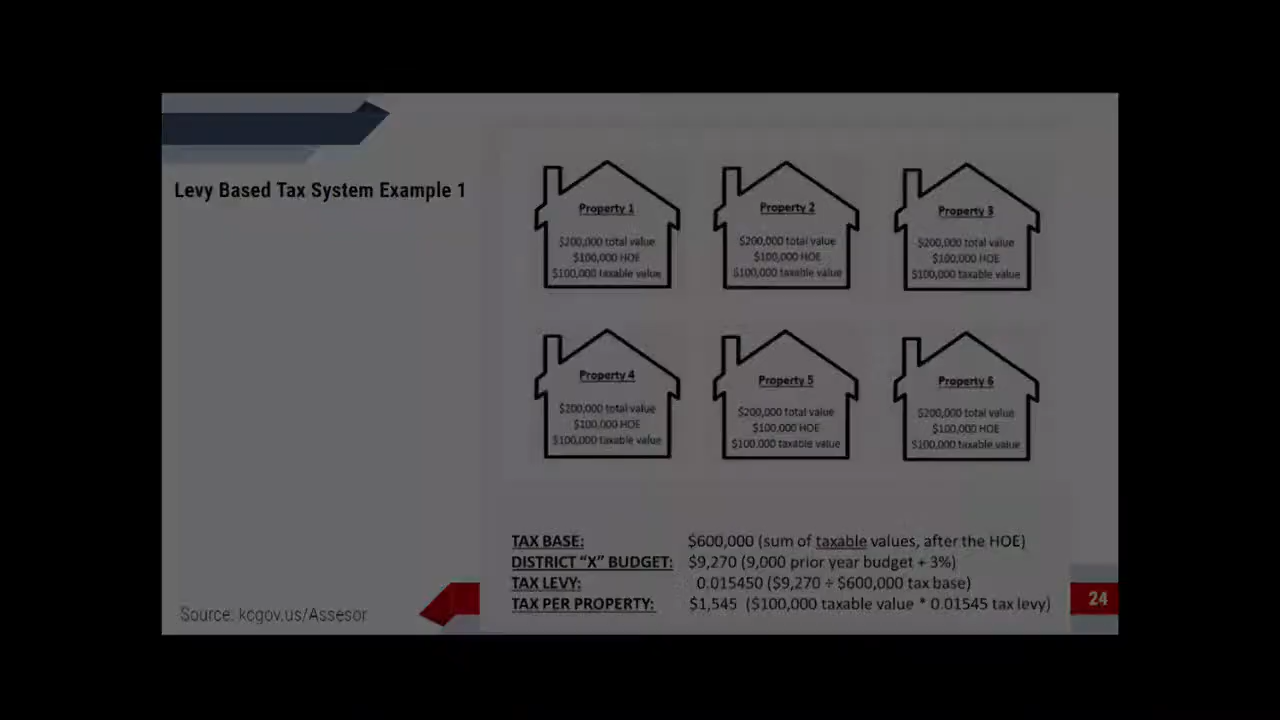 Levy Based Tax System Example 1
Property 1
$200,000 total value
$100,000 HOE
$100,000 taxable value
Property 2
$200,000 total value
$100,000 HOE
$100,000 taxable value
Property 3
$200,000 total value
$100,000 HOE
$100,000 taxable value
Property 4
$200,000 total value
$100,000 HOE
$100,000 taxable value
Property 5
$200,000 total value
$100,000 HOE
$100,000 taxable value
Property 6
$200,000 total value
$100,000 HOE
$100,000 taxable value
TAX BASE: $600,000 (sum of taxable values, after the HOE)
DISTRICT “X” BUDGET: $9,270 (9,000 prior year budget + 3%)
TAX LEVY: 0.015450 ($9,270 ÷ $600,000 tax base)
TAX PER PROPERTY: $1,545 ($100,000 taxable value * 0.01545 tax levy)
Source: kcgov.us/Assesor
24